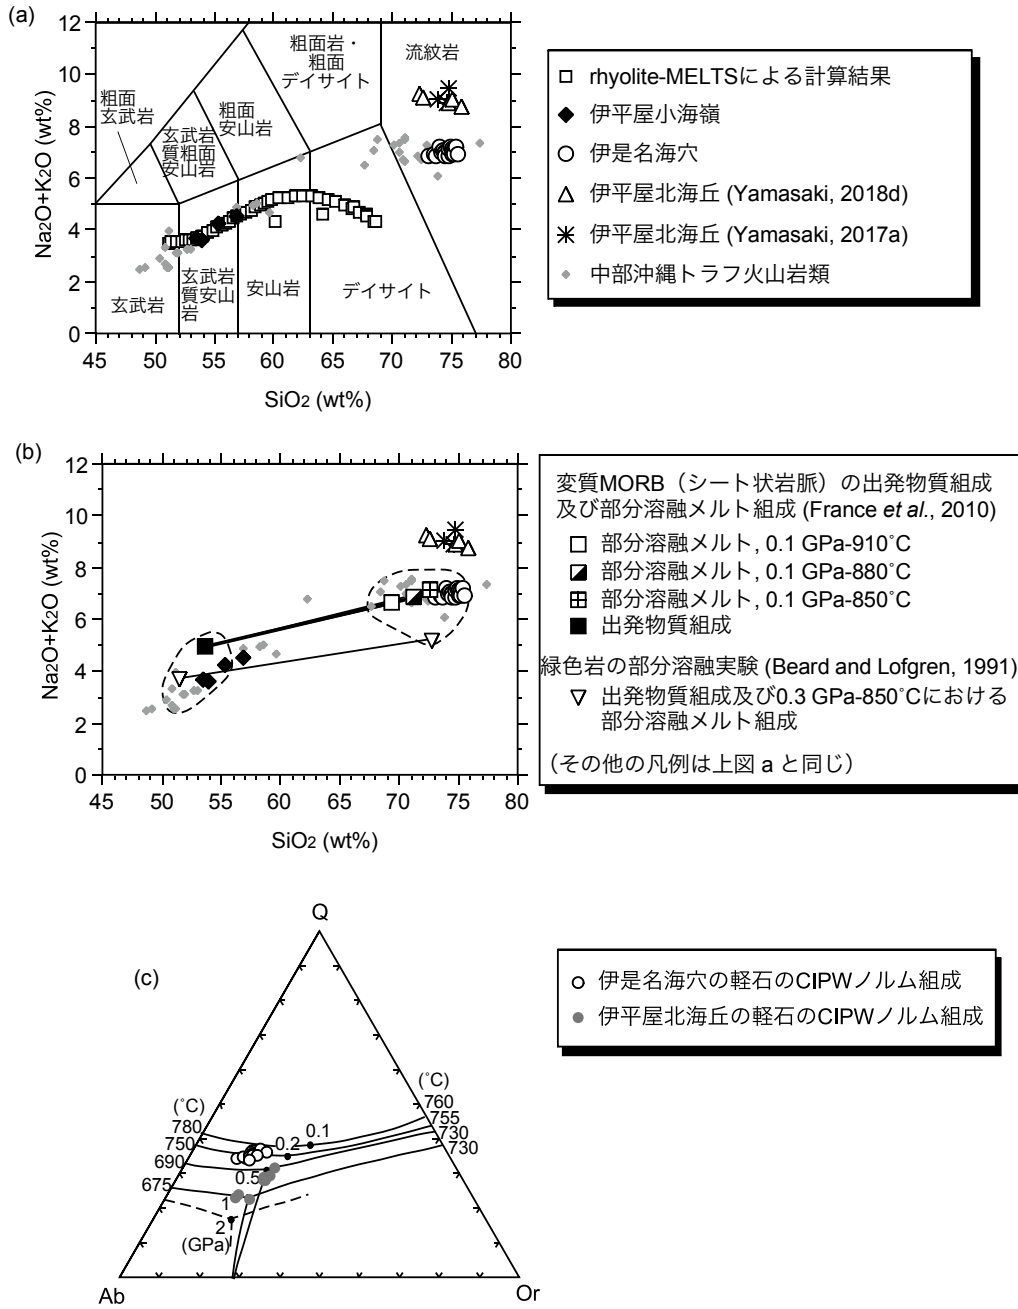 (a)
12
10
8
6
4
2
0
Na2O+K2O (wt%)
粗面
玄武岩
玄武岩
質粗面
安山岩
粗面
安山岩
粗面岩・
粗面
デイサイト
流紋岩
玄武岩
玄武岩
質安山
岩
安山岩
デイサイト
45 50 55 60 65 70 75 80
SiO2 (wt%)
rhyolite-MELTSによる計算結果
伊平屋小海嶺
伊是名海穴
伊平屋北海丘 (Yamasaki, 2018d)
伊平屋北海丘 (Yamasaki, 2017a)
中部沖縄トラフ火山岩類
(b)
12
10
8
6
4
2
0
Na2O+K2O (wt%)
45 50 55 60 65 70 75 80
SiO2 (wt%)
変質MORB（シート状岩脈）の出発物質組成
及び部分溶融メルト組成 (France et al., 2010)
部分溶融メルト, 0.1 GPa-910˚C
部分溶融メルト, 0.1 GPa-880˚C
部分溶融メルト, 0.1 GPa-850˚C
出発物質組成
緑色岩の部分溶融実験 (Beard and Lofgren, 1991)
出発物質組成及び0.3 GPa-850˚Cにおける
部分溶融メルト組成
（その他の凡例は上図 a と同じ）
(c)
Q
(˚C)
780
750
690
675
(˚C)
760
755
730
730
0.1
0.2
0.5
1
2
(GPa)
Ab
Or
伊是名海穴の軽石のCIPWノルム組成
伊平屋北海丘の軽石のCIPWノルム組成